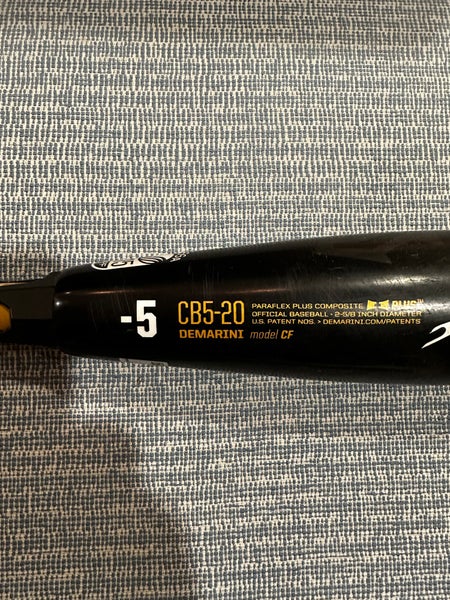 -5
CB5-20
DEMARINI model CF
PARAFLEX PLUS COMPOSITE PLUS
OFFICIAL BASEBALL • 2-5/8 INCH DIAMETER
U.S. PATENT NOS. > DEMARINI.COM/PATENTS